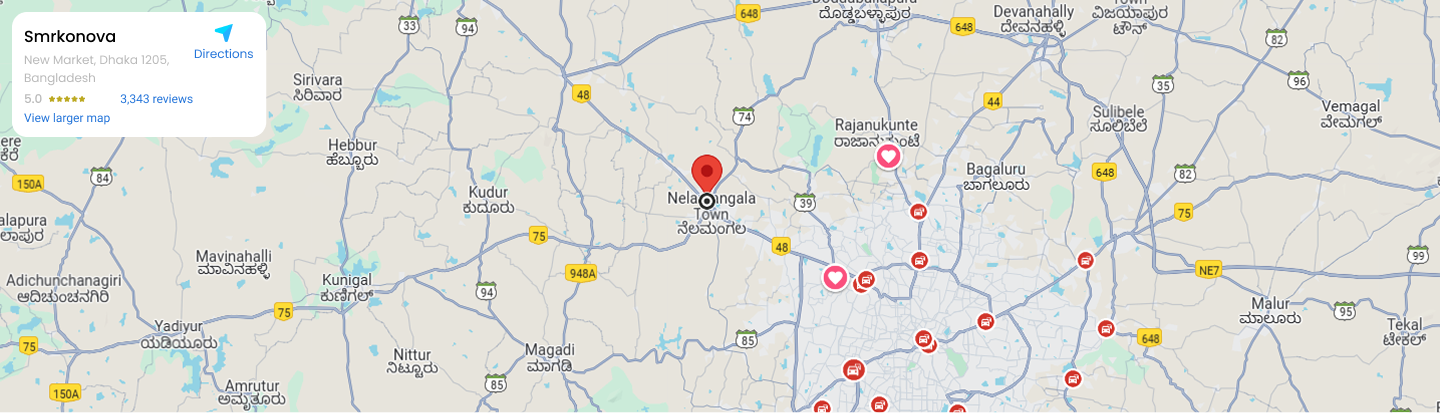 Smrkonova
Directions
New Market, Dhaka 1205,
Bangladesh
5.0
3,343 reviews
View larger map
648
ದೊಡ್ಡಬಳ್ಳಾಪುರ
Devanahally
ದೇವನಹಳ್ಳಿ
Town
ವಿಜಯಾಪುರ
ಟೌನ್
33
94
648
82
Sirivara
ಸಿರಿವಾರ
48
74
44
35
96
Sulibele
ಸೂಲಿಬೆಲೆ
Vemagal
ವೇಮಗಲ್
Rajanukunte
Hebbur
ಹೆಬ್ಬೂರು
84
150A
Kudur
ಕುದೂರು
Bagaluru
ಬಾಗಲೂರು
648
82
39
Town
ನೆಲಮಂಗಲ
75
75
48
Mavinahalli
ಮಾವಿನಹಳ್ಳಿ
948A
NE7
99
Adichunchanagiri
ಆದಿಚುಂಚನಗಿರಿ
Kunigal
ಕುಣಿಗಲ್
94
75
Malur
ಮಾಲೂರು
95
Yadiyur
ಯಡಿಯೂರು
75
85
648
Tekal
ಟೇಕಲ್
Nittur
ನಿಟ್ಟೂರು
Magadi
ಮಾಗಡಿ
85
150A
Amrutur
ಅಮೃತೂರು